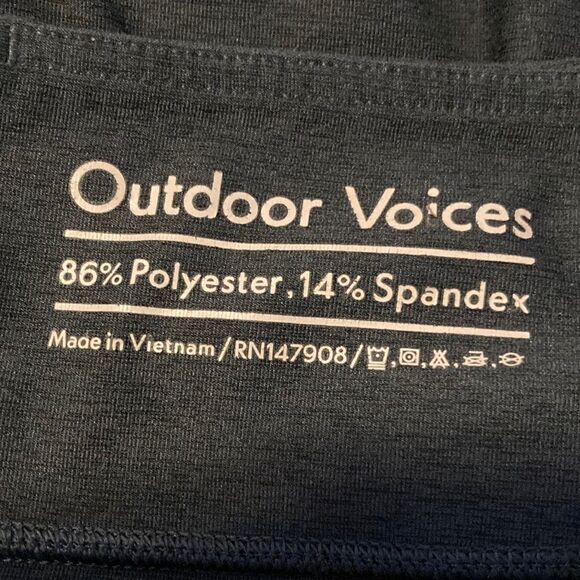 Outdoor Voices
86% Polyester, 14% Spandex
Made in Vietnam/RN147908/